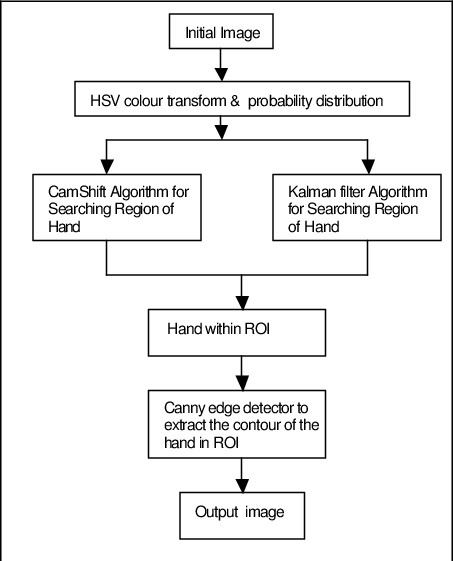 Initial Image
HSV colour transform & probability distribution
CamShift Algorithm for
Searching Region of
Hand
Kalman filter Algorithm
for Searching Region
of Hand
Hand within ROI
Canny edge detector to
extract the contour of the
hand in ROI
Output image